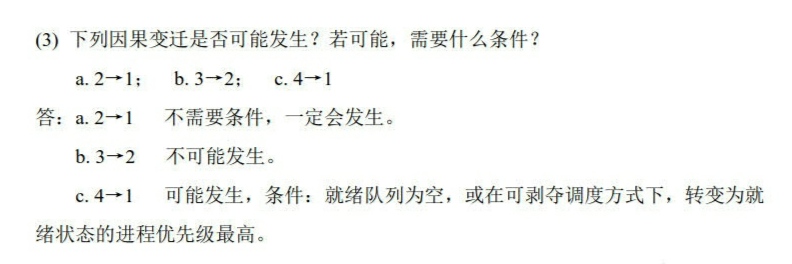 (3) 下列因果变迁是否可能发生？若可能，需要什么条件？
a. 2→1； b. 3→2； c. 4→1
答：a. 2→1 不需要条件，一定会发生。
b. 3→2 不可能发生。
c. 4→1 可能发生，条件：就绪队列为空，或在可剥夺调度方式下，转变为就
绪状态的进程优先级最高。